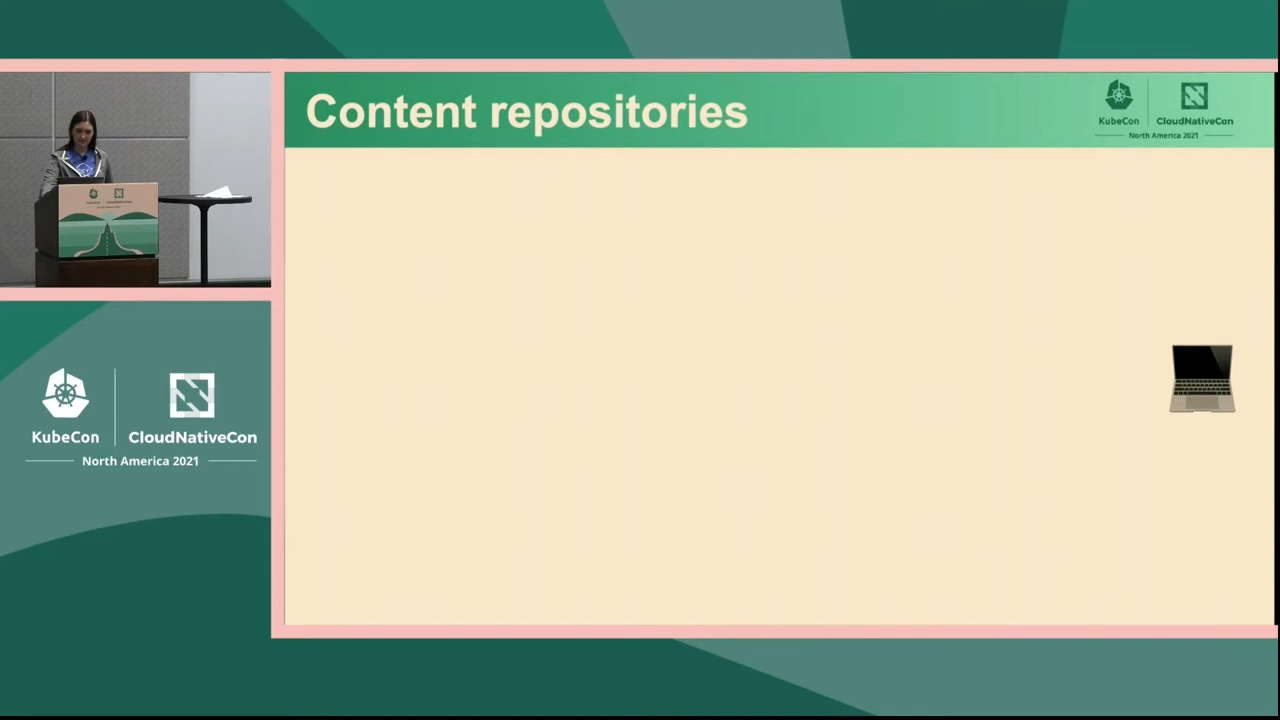 Content repositories
KubeCon
CloudNativeCon
North America 2021
KubeCon
CloudNativeCon
North America 2021